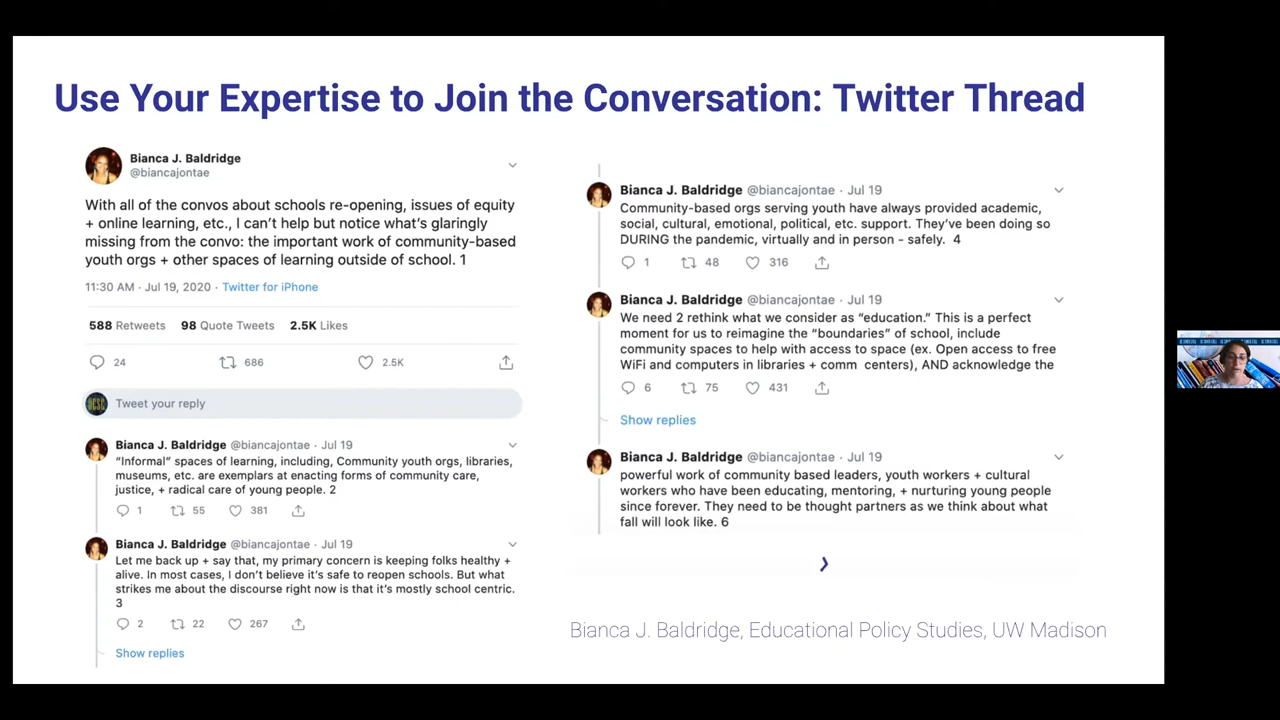 Use Your Expertise to Join the Conversation: Twitter Thread
Bianca J. Baldridge
@biancajontae
With all of the convos about schools re-opening, issues of equity
+ online learning, etc., I can't help but notice what's glaringly
missing from the convo: the important work of community-based
youth orgs + other spaces of learning outside of school. 1
11:30 AM · Jul 19, 2020 · Twitter for iPhone
588 Retweets 98 Quote Tweets 2.5K Likes
24 686 2.5K
Tweet your reply
Bianca J. Baldridge @biancajontae · Jul 19
"Informal" spaces of learning, including, Community youth orgs, libraries,
museums, etc. are exemplars at enacting forms of community care,
justice, + radical care of young people. 2
1 55 381
Bianca J. Baldridge @biancajontae · Jul 19
Let me back up + say that, my primary concern is keeping folks healthy +
alive. In most cases, I don't believe it's safe to reopen schools. But what
strikes me about the discourse right now is that it's mostly school centric.
3
2 22 267
Show replies
Bianca J. Baldridge @biancajontae · Jul 19
Community-based orgs serving youth have always provided academic,
social, cultural, emotional, political, etc. support. They've been doing so
DURING the pandemic, virtually and in person - safely. 4
1 48 316
Bianca J. Baldridge @biancajontae · Jul 19
We need 2 rethink what we consider as "education." This is a perfect
moment for us to reimagine the "boundaries" of school, include
community spaces to help with access to space (ex. Open access to free
WiFi and computers in libraries + comm centers), AND acknowledge the
6 75 431
Show replies
Bianca J. Baldridge @biancajontae · Jul 19
powerful work of community based leaders, youth workers + cultural
workers who have been educating, mentoring, + nurturing young people
since forever. They need to be thought partners as we think about what
fall will look like. 6
Bianca J. Baldridge, Educational Policy Studies, UW Madison